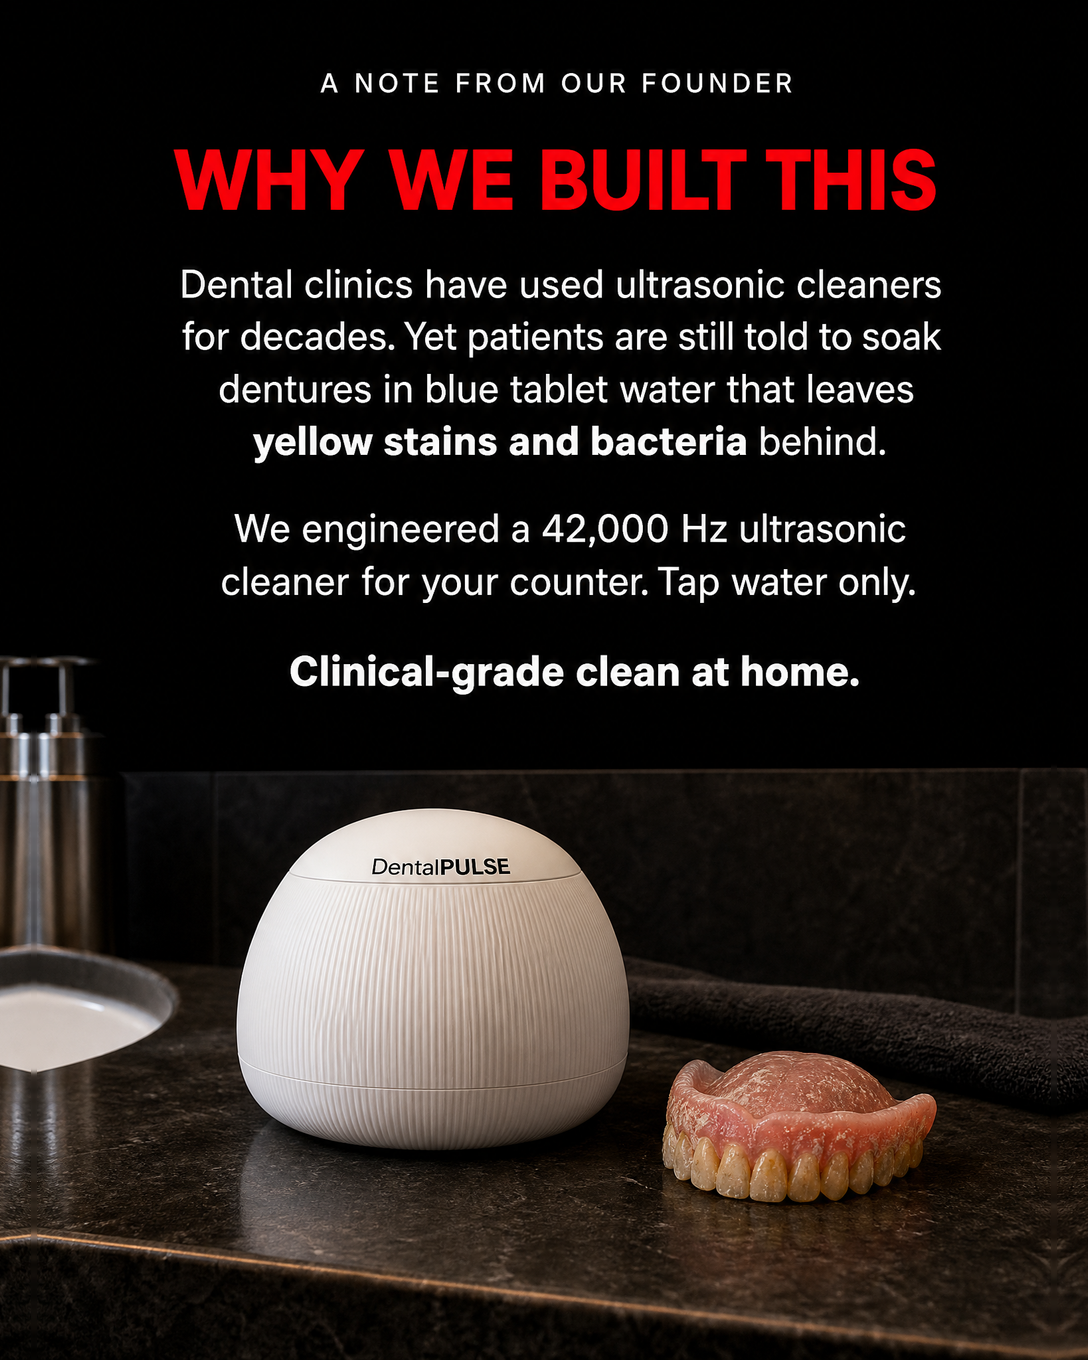 A NOTE FROM OUR FOUNDER
WHY WE BUILT THIS
Dental clinics have used ultrasonic cleaners
for decades. Yet patients are still told to soak
dentures in blue tablet water that leaves
yellow stains and bacteria behind.
We engineered a 42,000 Hz ultrasonic
cleaner for your counter. Tap water only.
Clinical-grade clean at home.
DentalPULSE